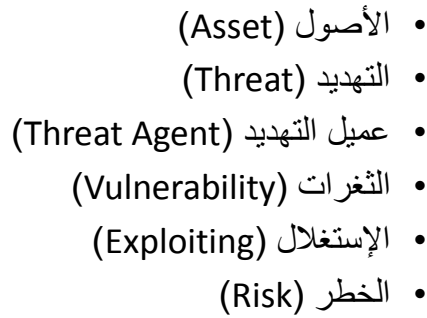 • الأصول (Asset)
• التهديد (Threat)
• عميل التهديد (Threat Agent)
• الثغرات (Vulnerability)
• الإستغلال (Exploiting)
• الخطر (Risk)